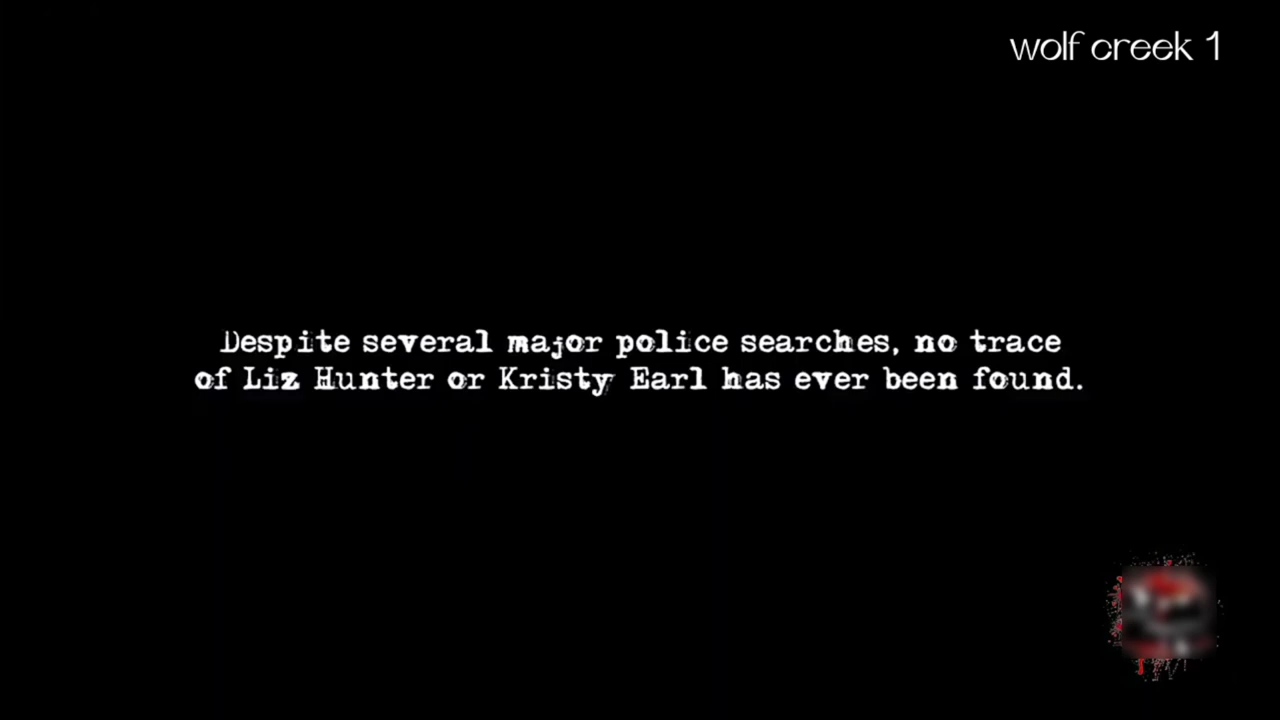 wolf creek 1
Despite several major police searches, no trace
of Liz Hunter or Kristy Earl has ever been found.